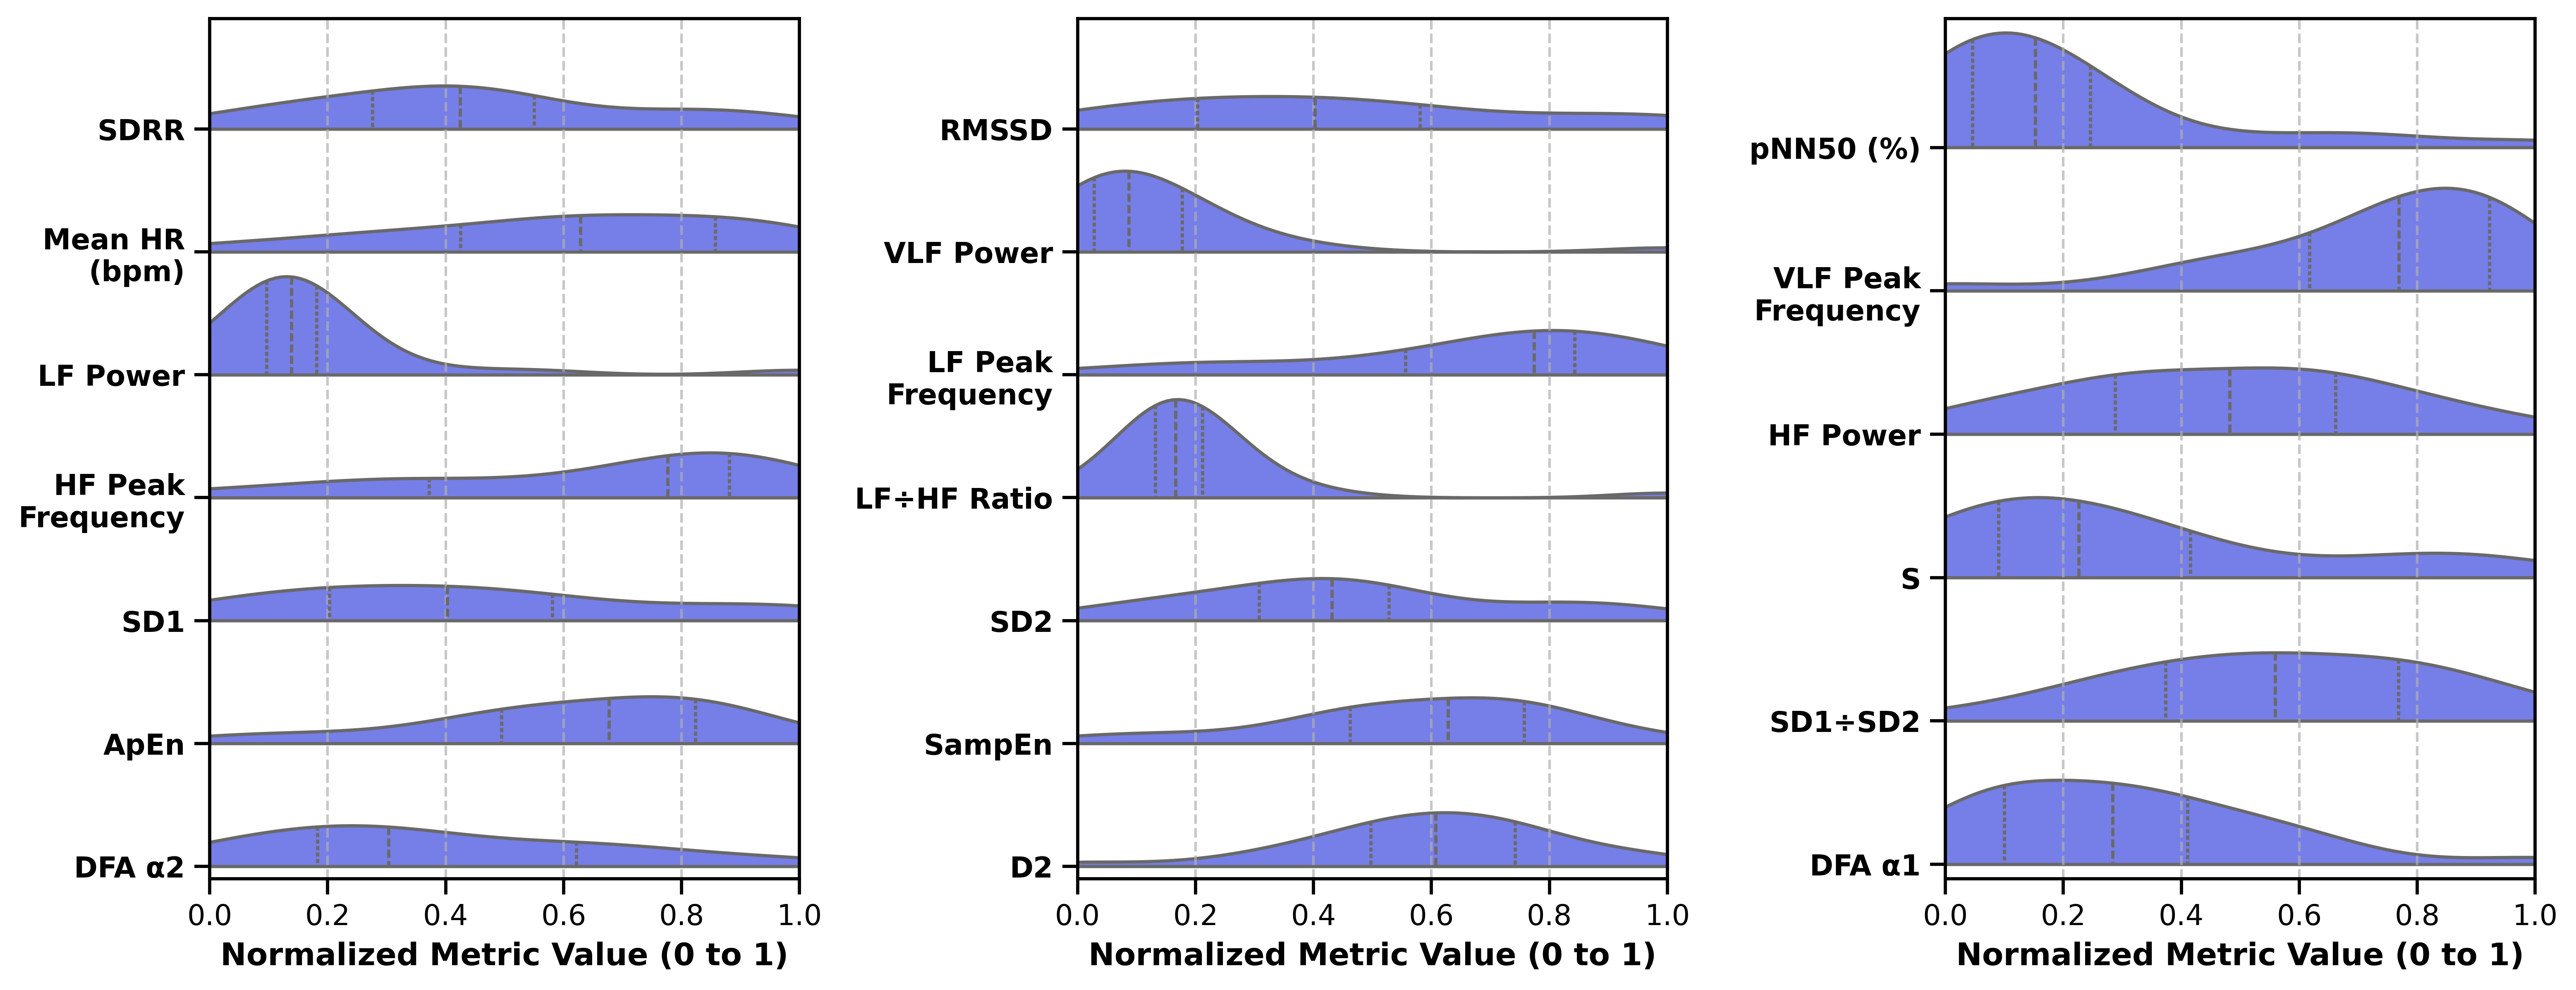 SDRR
Mean HR
(bpm)
LF Power
HF Peak
Frequency
SD1
ApEn
DFA α2
0.0 0.2 0.4 0.6 0.8 1.0
Normalized Metric Value (0 to 1)
RMSSD
VLF Power
LF Peak
Frequency
LF÷HF Ratio
SD2
SampEn
D2
0.0 0.2 0.4 0.6 0.8 1.0
Normalized Metric Value (0 to 1)
pNN50 (%)
VLF Peak
Frequency
HF Power
S
SD1÷SD2
DFA α1
0.0 0.2 0.4 0.6 0.8 1.0
Normalized Metric Value (0 to 1)